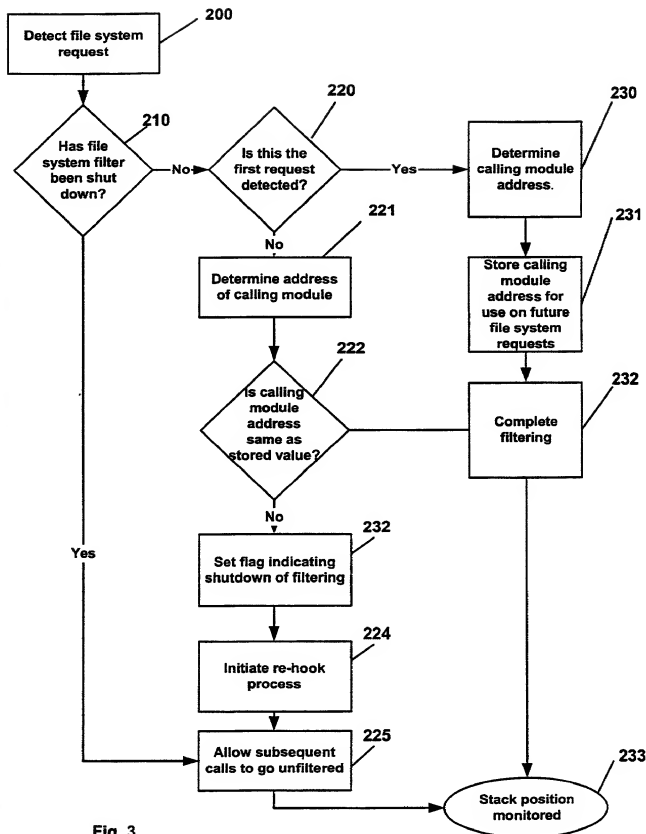 200
Detect file system
request
210
Has file
system filter
been shut
down?
No
220
Is this the
first request
detected?
Yes
230
Determine
calling module
address.
No
221
Determine address
of calling module
231
Store calling
module
address for
use on future
file system
requests
222
Is calling
module
address
same as
stored value?
232
Complete
filtering
No
232
Set flag indicating
shutdown of filtering
Yes
224
Initiate re-hook
process
225
Allow subsequent
calls to go unfiltered
233
Stack position
monitored
Fig. 3